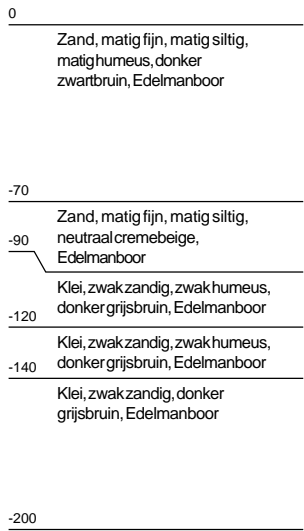 0
Zand, matig fijn, matig siltig,
matig humeus, donker
zwartbruin, Edelmanboor
-70
Zand, matig fijn, matig siltig,
neutraal cremebeige,
Edelmanboor
-90
Klei, zwak zandig, zwak humeus,
donker grijsbruin, Edelmanboor
-120
Klei, zwak zandig, zwak humeus,
donker grijsbruin, Edelmanboor
-140
Klei, zwak zandig, donker
grijsbruin, Edelmanboor
-200